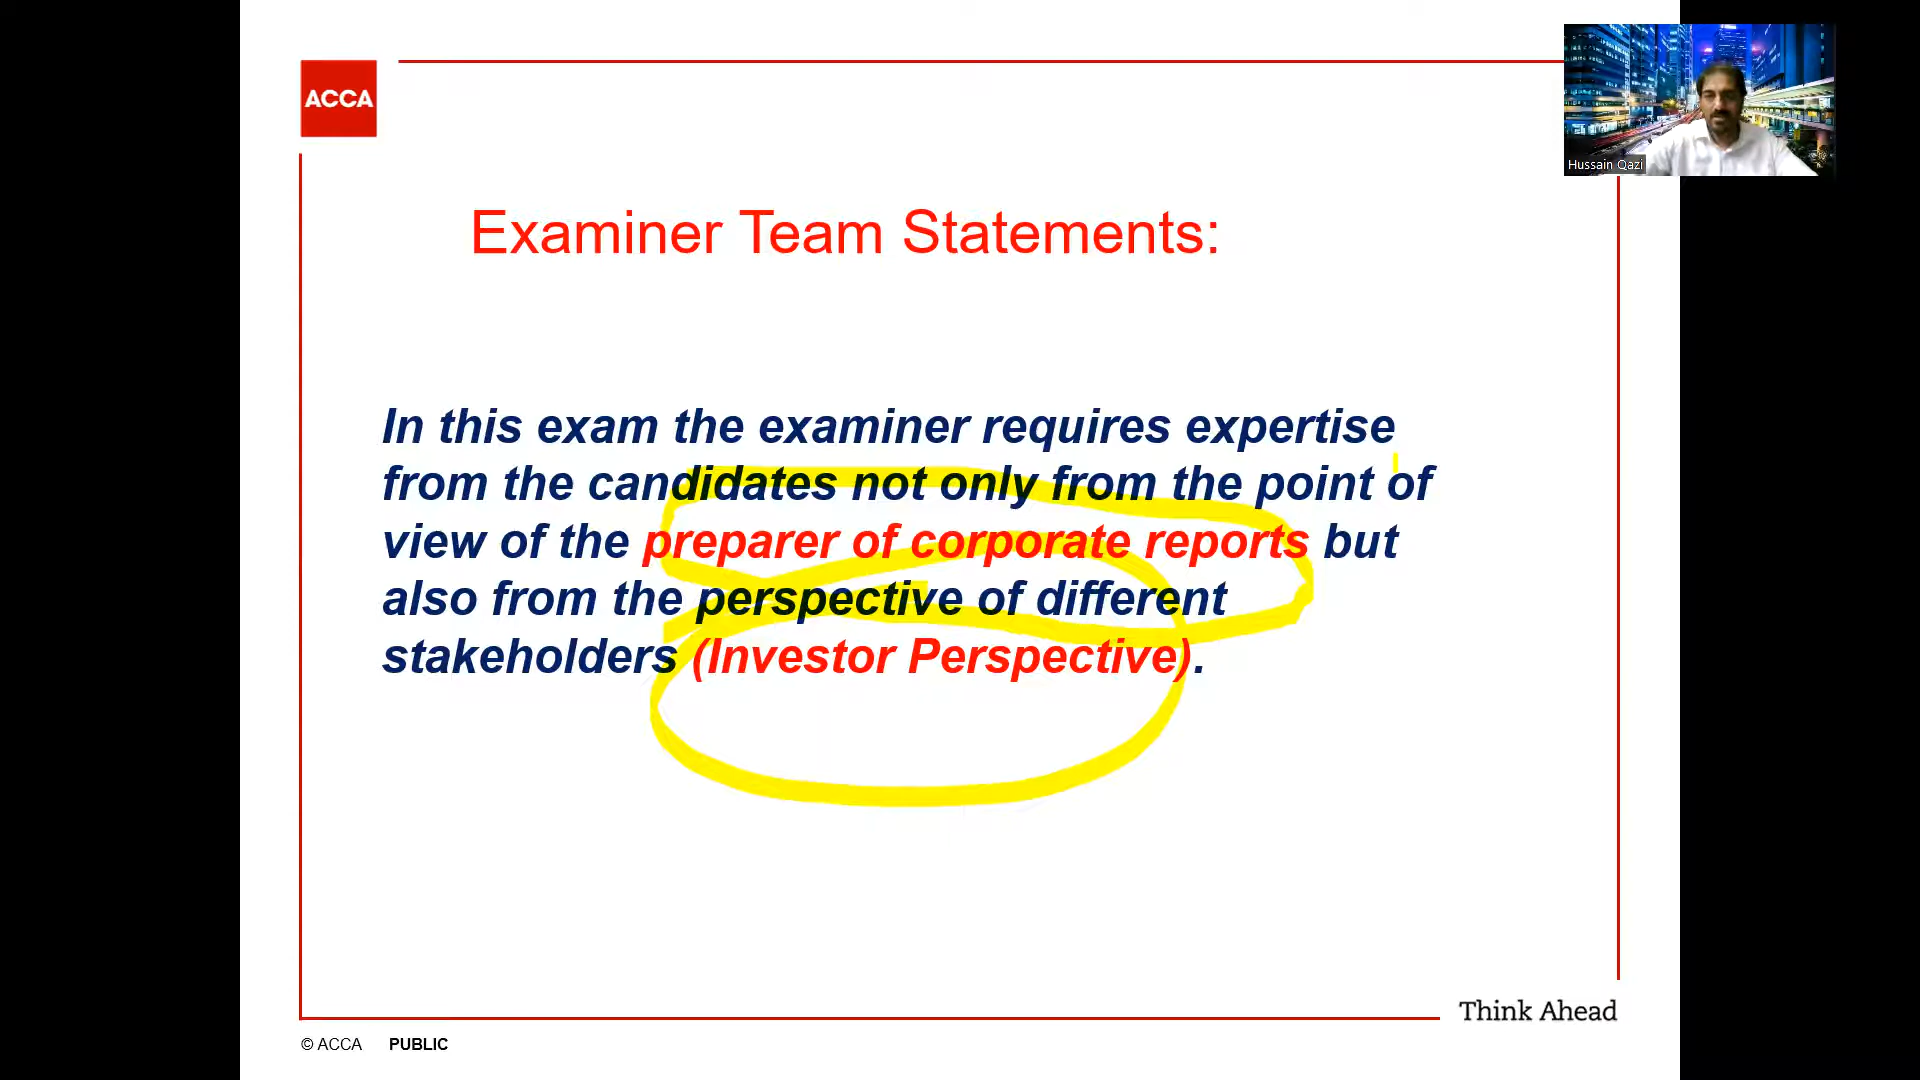 ACCA
Hussain Qazi
Examiner Team Statements:
In this exam the examiner requires expertise
from the candidates not only from the point of
view of the preparer of corporate reports but
also from the perspective of different
stakeholders (Investor Perspective).
Think Ahead
© ACCA PUBLIC